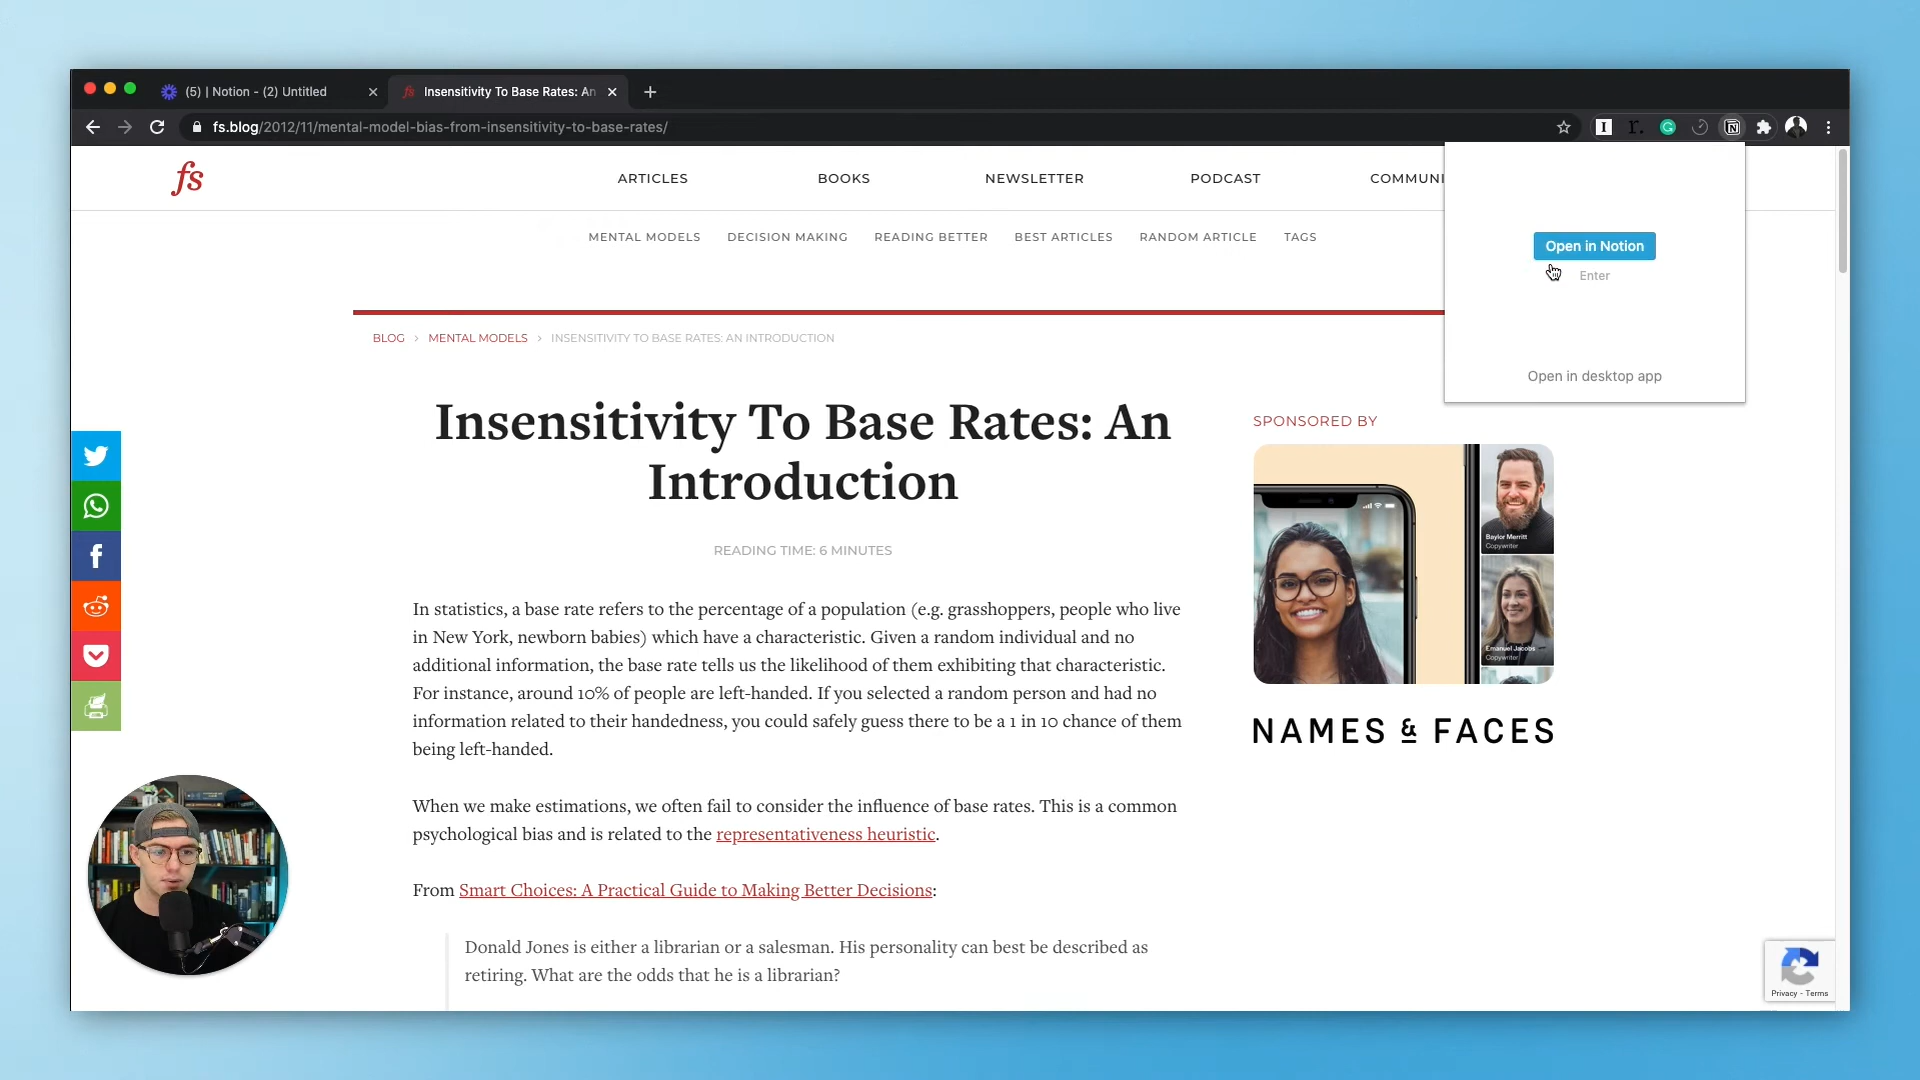 (5) | Notion - (2) Untitled
Insensitivity To Base Rates: An
fs.blog/2012/11/mental-model-bias-from-insensitivity-to-base-rates/
fs
ARTICLES
BOOKS
NEWSLETTER
PODCAST
COMMUNI
MENTAL MODELS
DECISION MAKING
READING BETTER
BEST ARTICLES
RANDOM ARTICLE
TAGS
Open in Notion
Enter
Open in desktop app
BLOG › MENTAL MODELS › INSENSITIVITY TO BASE RATES: AN INTRODUCTION
Insensitivity To Base Rates: An
Introduction
READING TIME: 6 MINUTES
In statistics, a base rate refers to the percentage of a population (e.g. grasshoppers, people who live
in New York, newborn babies) which have a characteristic. Given a random individual and no
additional information, the base rate tells us the likelihood of them exhibiting that characteristic.
For instance, around 10% of people are left-handed. If you selected a random person and had no
information related to their handedness, you could safely guess there to be a 1 in 10 chance of them
being left-handed.
When we make estimations, we often fail to consider the influence of base rates. This is a common
psychological bias and is related to the representativeness heuristic.
From Smart Choices: A Practical Guide to Making Better Decisions:
Donald Jones is either a librarian or a salesman. His personality can best be described as
retiring. What are the odds that he is a librarian?
SPONSORED BY
Baylor Merritt
Copywriter
Emanuel Jacobs
Copywriter
NAMES & FACES
Privacy - Terms